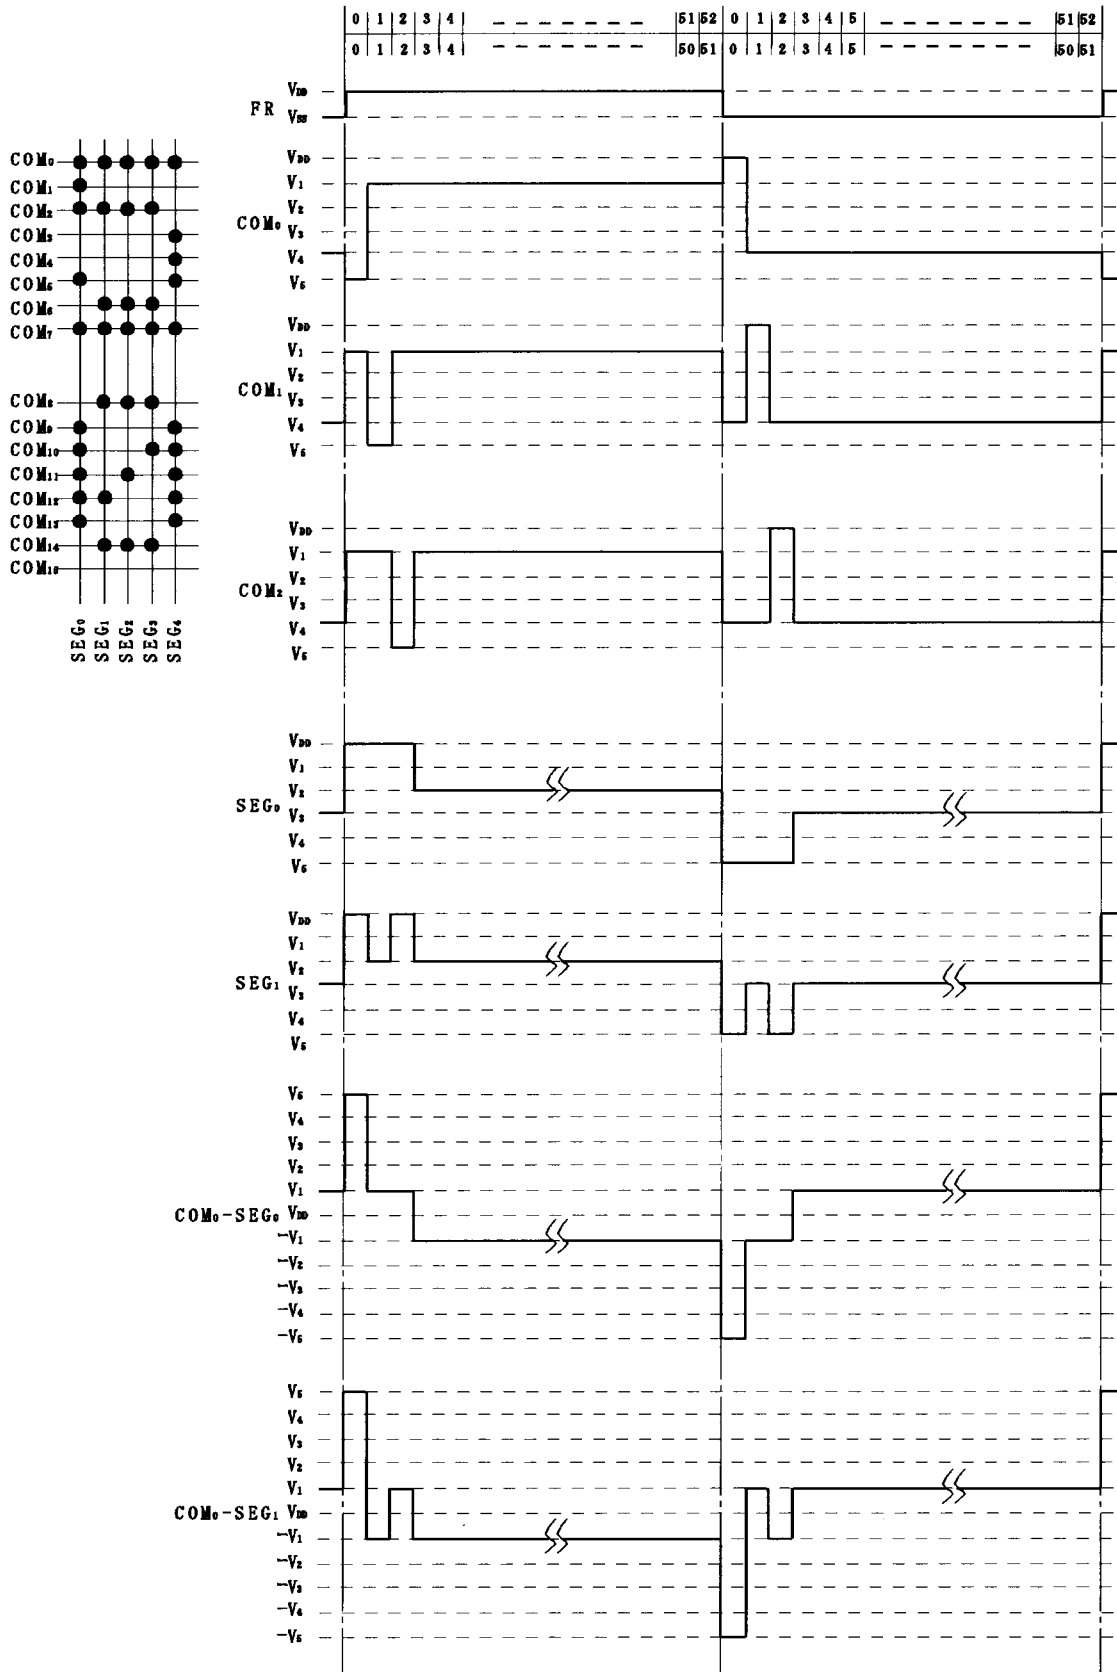 0 1 2 3 4 — — — — — — — 51 52 0 1 2 3 4 5 — — — — — — — 51 52
0 1 2 3 4 — — — — — — — 50 51 0 1 2 3 4 5 — — — — — — — 50 51
FR
VDD
VSS
COM0
COM1
COM2
COM3
COM4
COM5
COM6
COM7
COM8
COM9
COM10
COM11
COM12
COM13
COM14
COM15
SEG0
SEG1
SEG2
SEG3
SEG4
COM0
VDD
V1
V2
V3
V4
V5
COM1
VDD
V1
V2
V3
V4
V5
COM2
VDD
V1
V2
V3
V4
V5
SEG0
VDD
V1
V2
V3
V4
V5
SEG1
VDD
V1
V2
V3
V4
V5
COM0-SEG0
V5
V4
V3
V2
V1
VDD
-V1
-V2
-V3
-V4
-V5
COM0-SEG1
V5
V4
V3
V2
V1
VDD
-V1
-V2
-V3
-V4
-V5